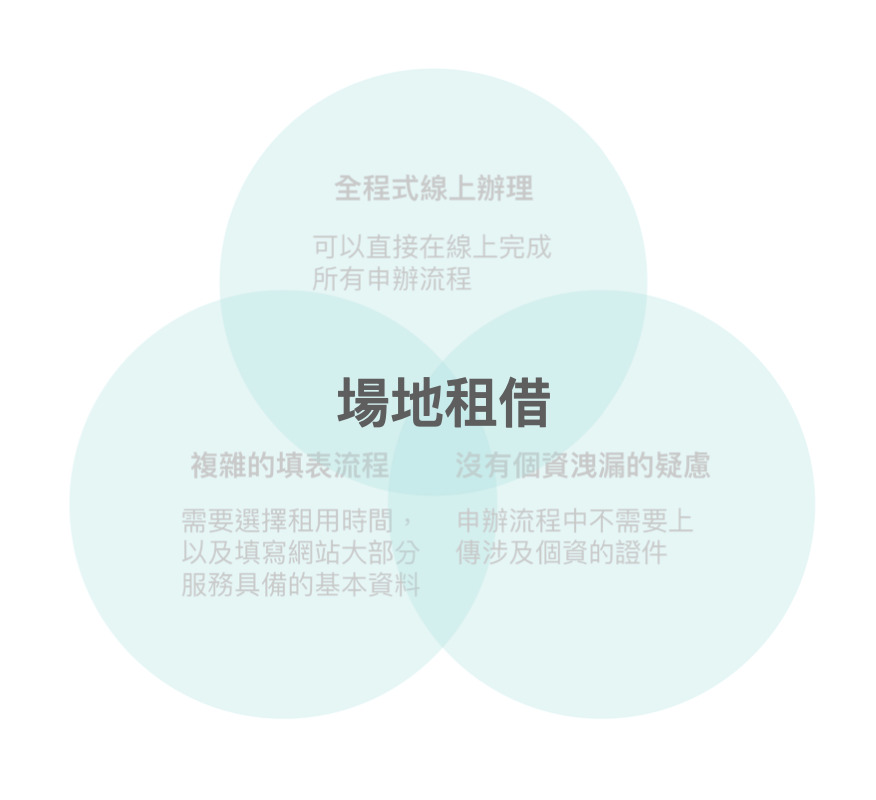 全程式線上辦理
可以直接在線上完成
所有申辦流程
場地租借
複雜的填表流程
需要選擇租用時間，
以及填寫網站大部分
服務具備的基本資料
沒有個資洩漏的疑慮
申辦流程中不需要上
傳涉及個資的證件